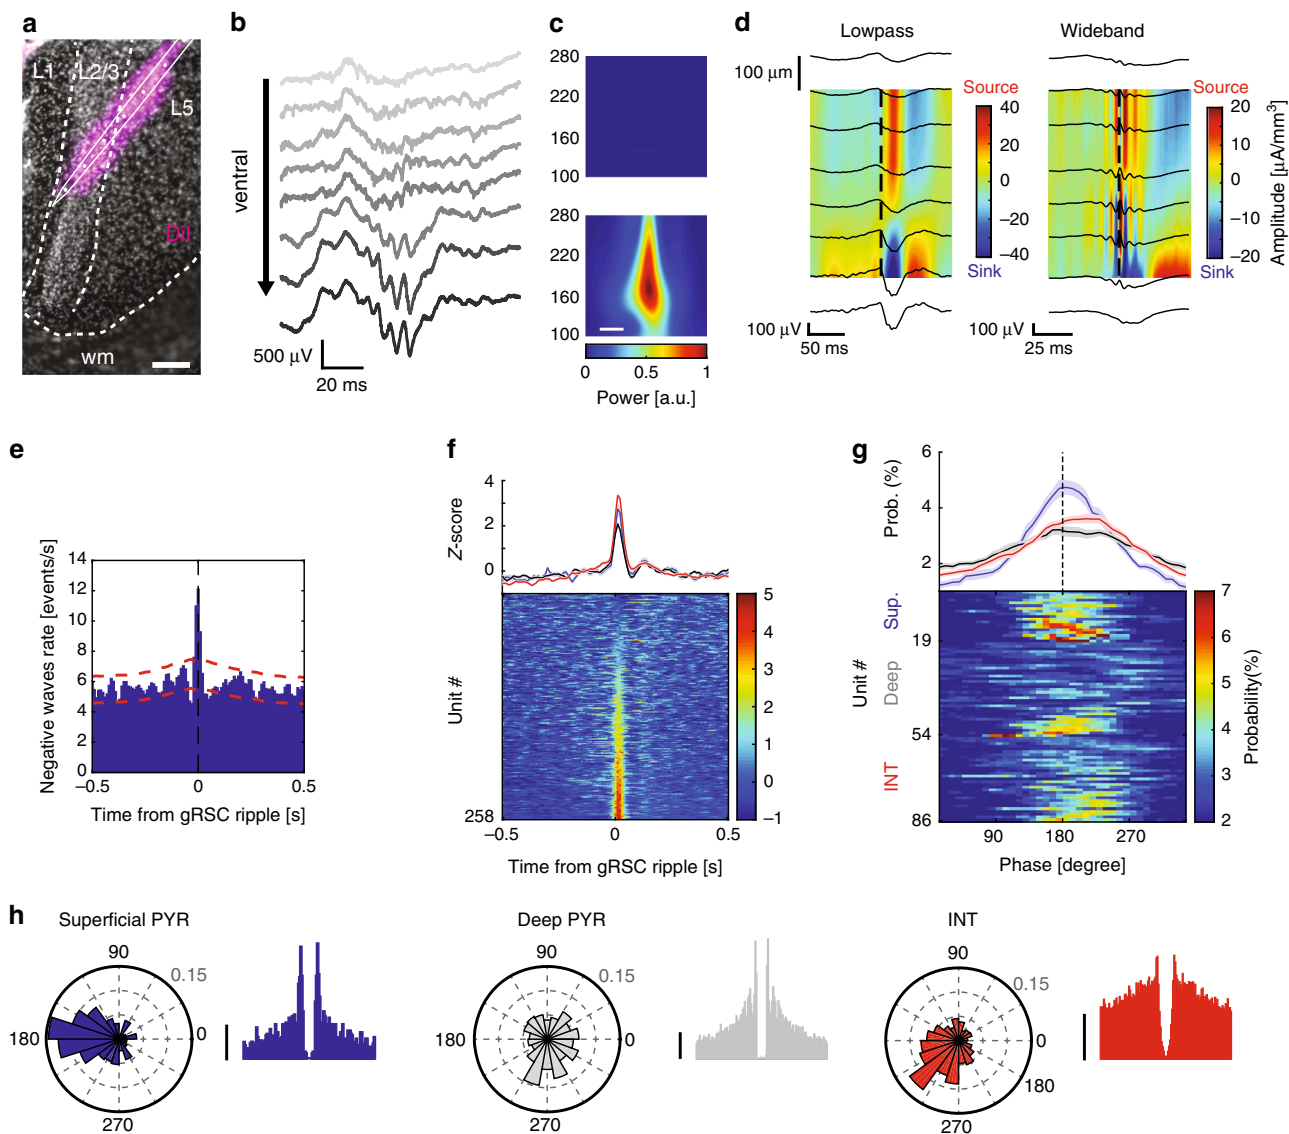 a
L1
L2/3
L5
DiI
wm
b
ventral
500 µV
20 ms
c
280
220
160
100
280
220
160
100
0
0.5
1
Power [a.u.]
d
Lowpass
Wideband
100 µm
Source
40
20
0
−20
−40
Sink
Source
20
10
0
−10
−20
Sink
Amplitude [µA/mm³]
100 µV
50 ms
100 µV
25 ms
e
Negative waves rate [events/s]
14
12
10
8
6
4
2
0
−0.5
0
0.5
Time from gRSC ripple [s]
f
Z-score
4
2
0
Unit #
258
−0.5
0
0.5
Time from gRSC ripple [s]
5
4
3
2
1
0
−1
g
Prob. (%)
6
4
2
Unit #
Sup.
Deep
INT
19
54
86
90
180
270
Phase [degree]
7
6
5
4
3
2
Probability(%)
h
Superficial PYR
90
0.15
180
0
270
Deep PYR
90
0.15
180
0
270
INT
90
0.15
180
0
180
270